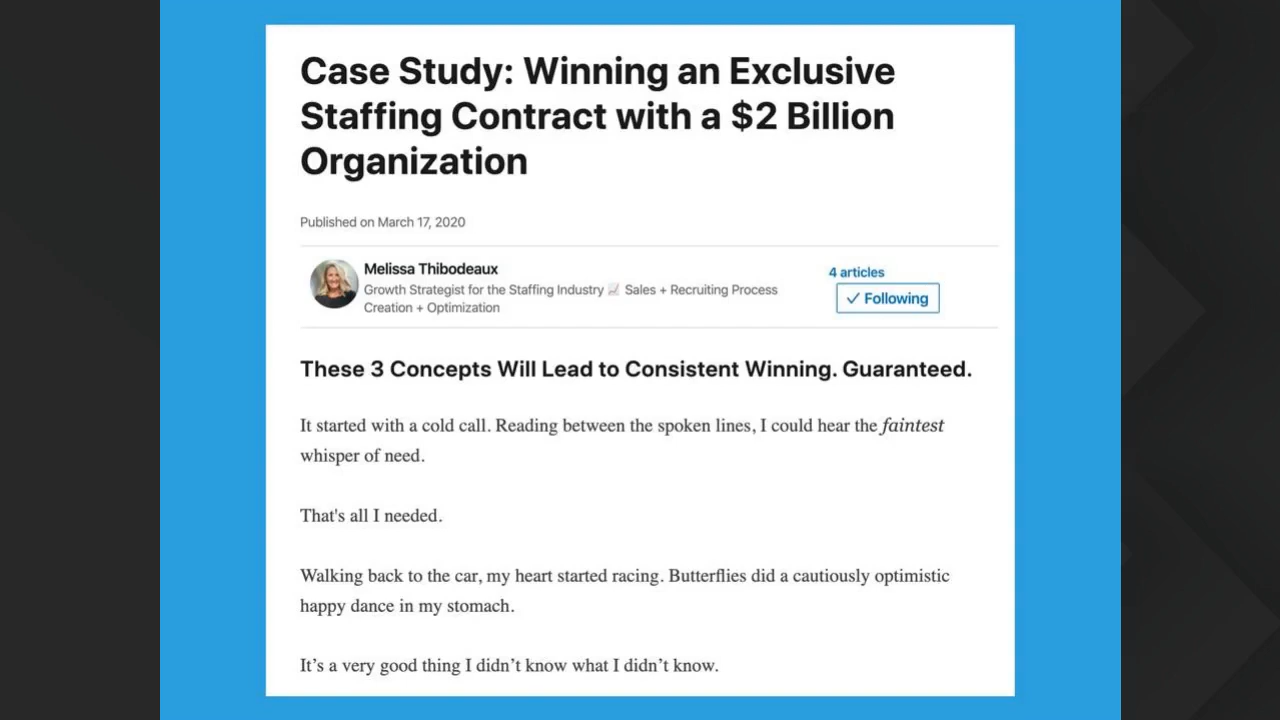 Case Study: Winning an Exclusive
Staffing Contract with a $2 Billion
Organization
Published on March 17, 2020
Melissa Thibodeaux
Growth Strategist for the Staffing Industry 📈 Sales + Recruiting Process
Creation + Optimization
4 articles
✓ Following
These 3 Concepts Will Lead to Consistent Winning. Guaranteed.
It started with a cold call. Reading between the spoken lines, I could hear the faintest
whisper of need.
That's all I needed.
Walking back to the car, my heart started racing. Butterflies did a cautiously optimistic
happy dance in my stomach.
It’s a very good thing I didn’t know what I didn’t know.